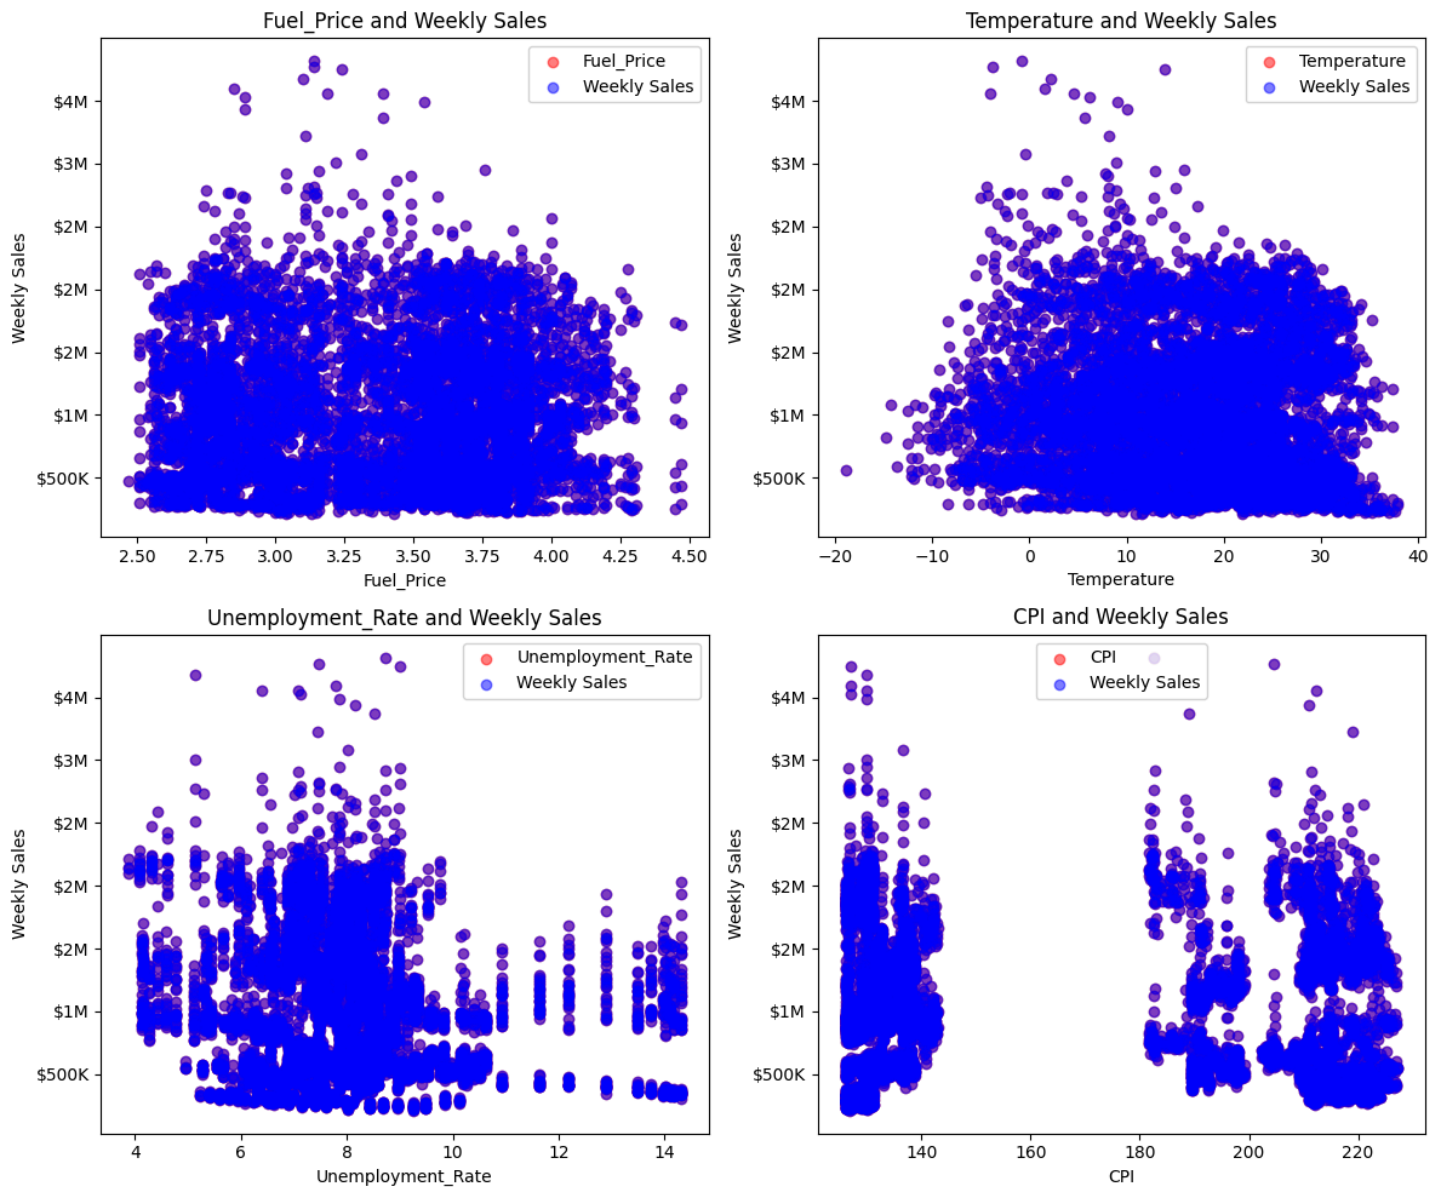 Fuel_Price and Weekly Sales
Fuel_Price
Weekly Sales
$4M
$3M
$2M
$2M
$2M
$1M
$500K
Weekly Sales
2.50 2.75 3.00 3.25 3.50 3.75 4.00 4.25 4.50
Fuel_Price
Temperature and Weekly Sales
Temperature
Weekly Sales
$4M
$3M
$2M
$2M
$2M
$1M
$500K
Weekly Sales
−20 −10 0 10 20 30 40
Temperature
Unemployment_Rate and Weekly Sales
Unemployment_Rate
Weekly Sales
$4M
$3M
$2M
$2M
$2M
$1M
$500K
Weekly Sales
4 6 8 10 12 14
Unemployment_Rate
CPI and Weekly Sales
CPI
Weekly Sales
$4M
$3M
$2M
$2M
$2M
$1M
$500K
Weekly Sales
140 160 180 200 220
CPI